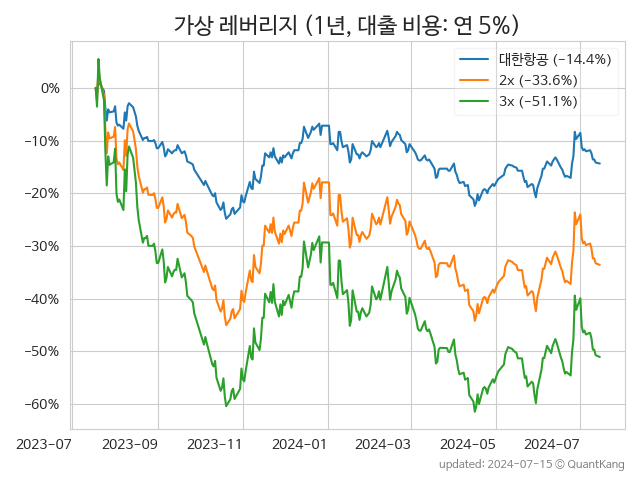 가상 레버리지 (1년, 대출 비용: 연 5%)
대한항공 (−14.4%)
2x (−33.6%)
3x (−51.1%)
0%
−10%
−20%
−30%
−40%
−50%
−60%
2023-07 2023-09 2023-11 2024-01 2024-03 2024-05 2024-07
updated: 2024-07-15 © QuantKang